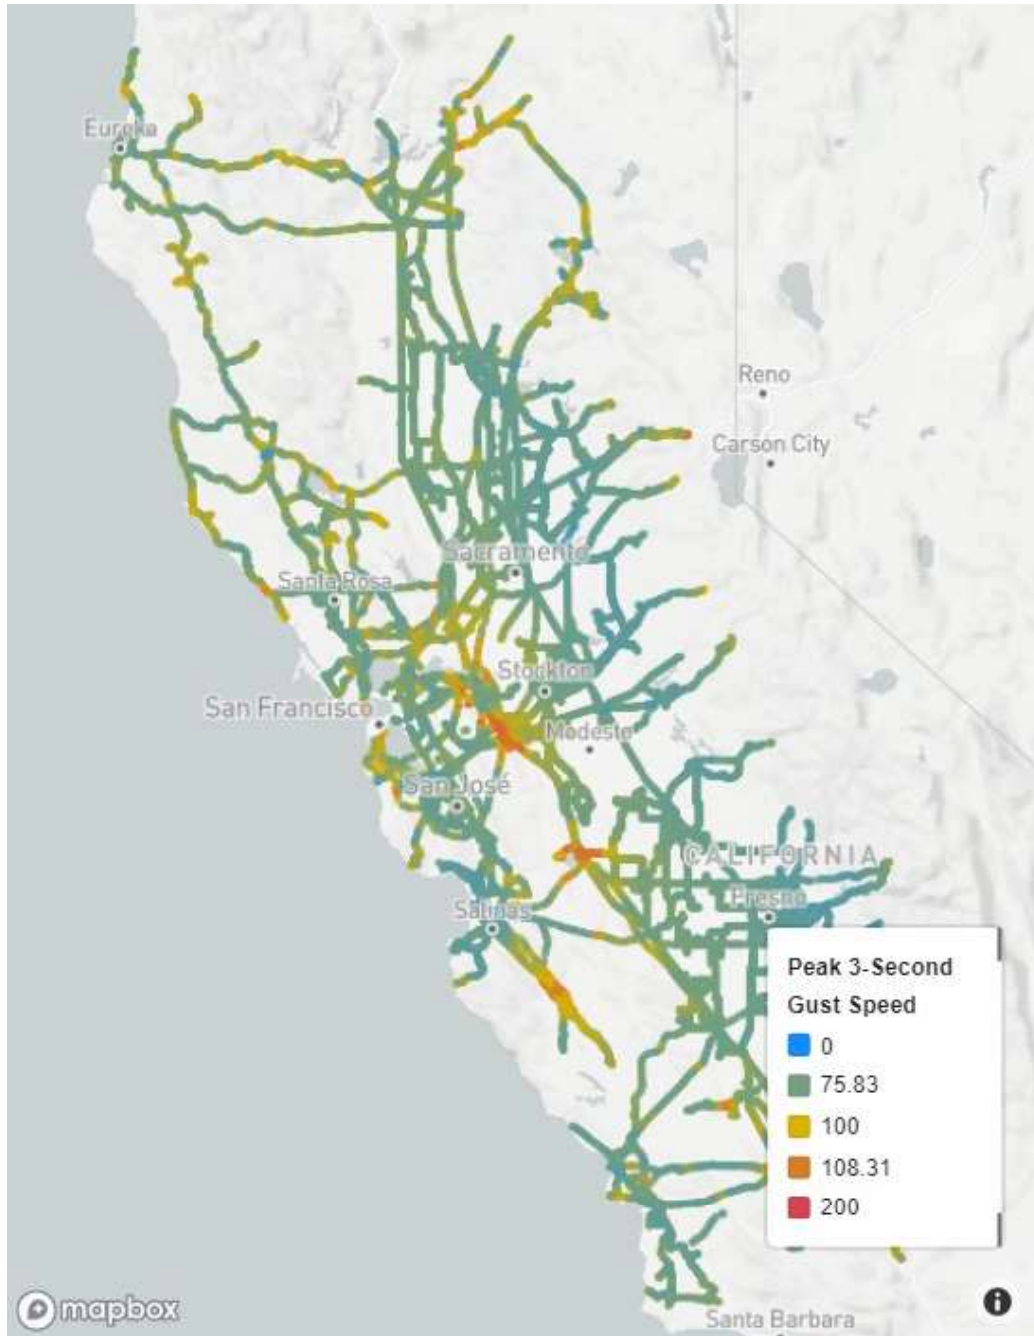 Eureka
Reno
Carson City
Sacramento
Santa Rosa
Stockton
San Francisco
Modesto
San José
CALIFORNIA
Fresno
Salinas
Peak 3-Second
Gust Speed
0
75.83
100
108.31
200
mapbox
i
Santa Barbara